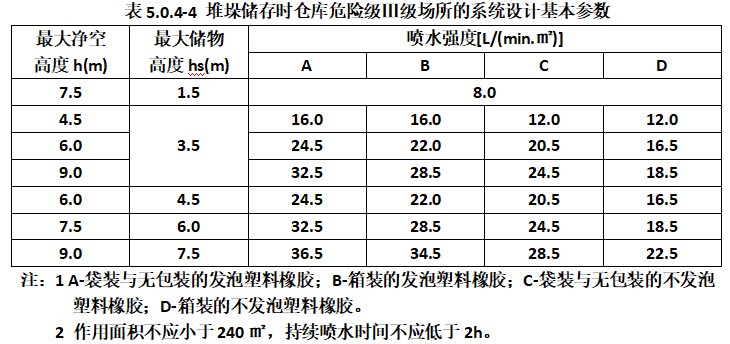 表 5.0.4-4 堆垛储存时仓库危险级Ⅲ级场所的系统设计基本参数
最大净空高度 h(m) 最大储物高度 hs(m) 喷水强度[L/(min.㎡)]
A B C D
7.5 1.5 8.0
4.5 3.5 16.0 16.0 12.0 12.0
6.0 24.5 22.0 20.5 16.5
9.0 32.5 28.5 24.5 18.5
6.0 4.5 24.5 22.0 20.5 16.5
7.5 6.0 32.5 28.5 24.5 18.5
9.0 7.5 36.5 34.5 28.5 22.5
注：1 A-袋装与无包装的发泡塑料橡胶；B-箱装的发泡塑料橡胶；C-袋装与无包装的不发泡
塑料橡胶；D-箱装的不发泡塑料橡胶。
2 作用面积不应小于 240 ㎡，持续喷水时间不应低于 2h。